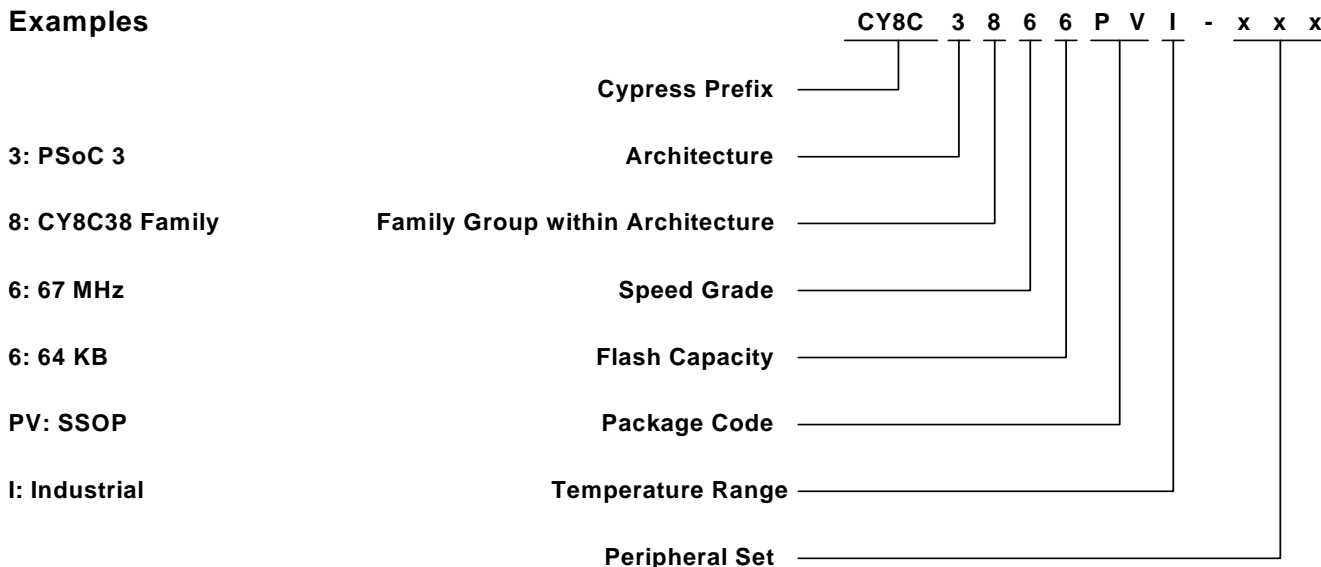 Examples CY8C 3 8 6 6 P V I - x x x
Cypress Prefix
3: PSoC 3 Architecture
8: CY8C38 Family Family Group within Architecture
6: 67 MHz Speed Grade
6: 64 KB Flash Capacity
PV: SSOP Package Code
I: Industrial Temperature Range
Peripheral Set